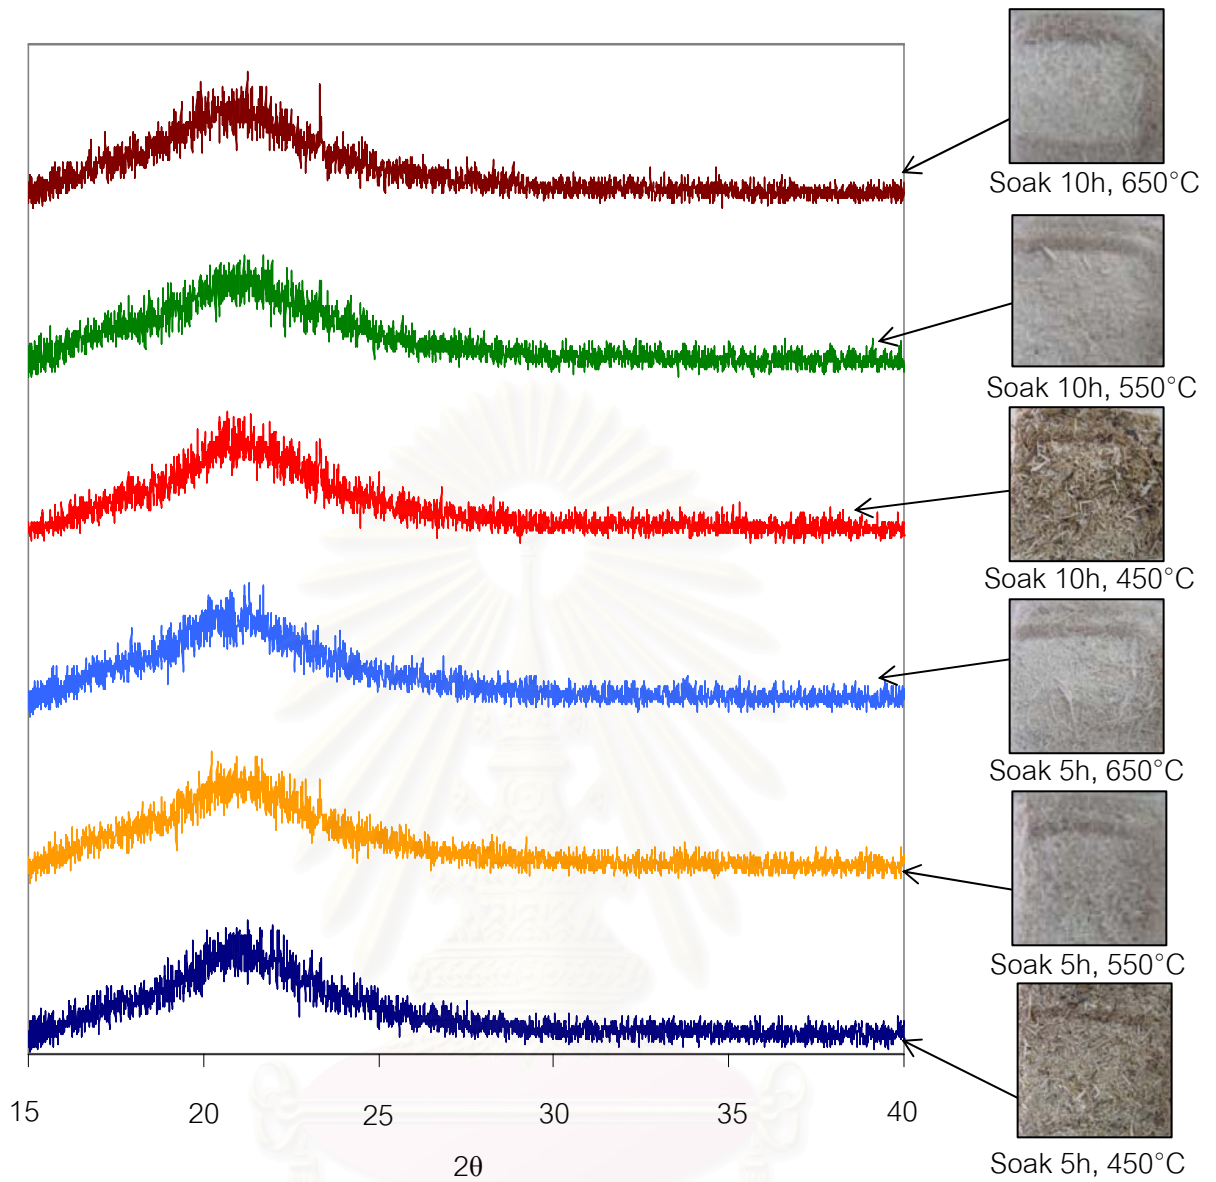 Soak 10h, 650°C
Soak 10h, 550°C
Soak 10h, 450°C
Soak 5h, 650°C
Soak 5h, 550°C
Soak 5h, 450°C
15 20 25 30 35 40
2θ